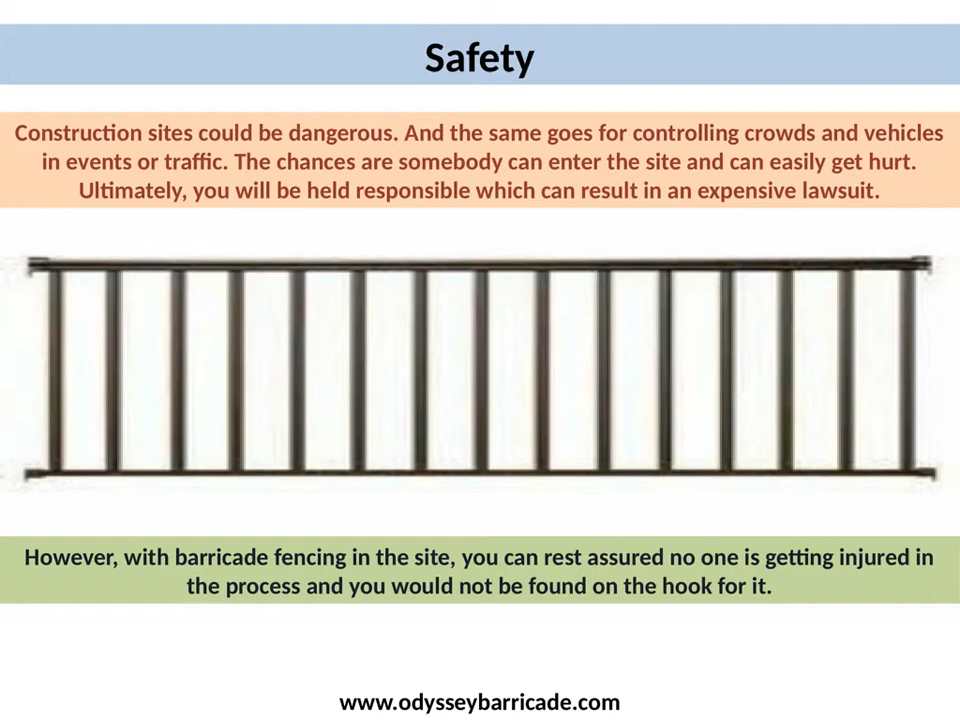 Safety
Construction sites could be dangerous. And the same goes for controlling crowds and vehicles
in events or traffic. The chances are somebody can enter the site and can easily get hurt.
Ultimately, you will be held responsible which can result in an expensive lawsuit.
However, with barricade fencing in the site, you can rest assured no one is getting injured in
the process and you would not be found on the hook for it.
www.odysseybarricade.com